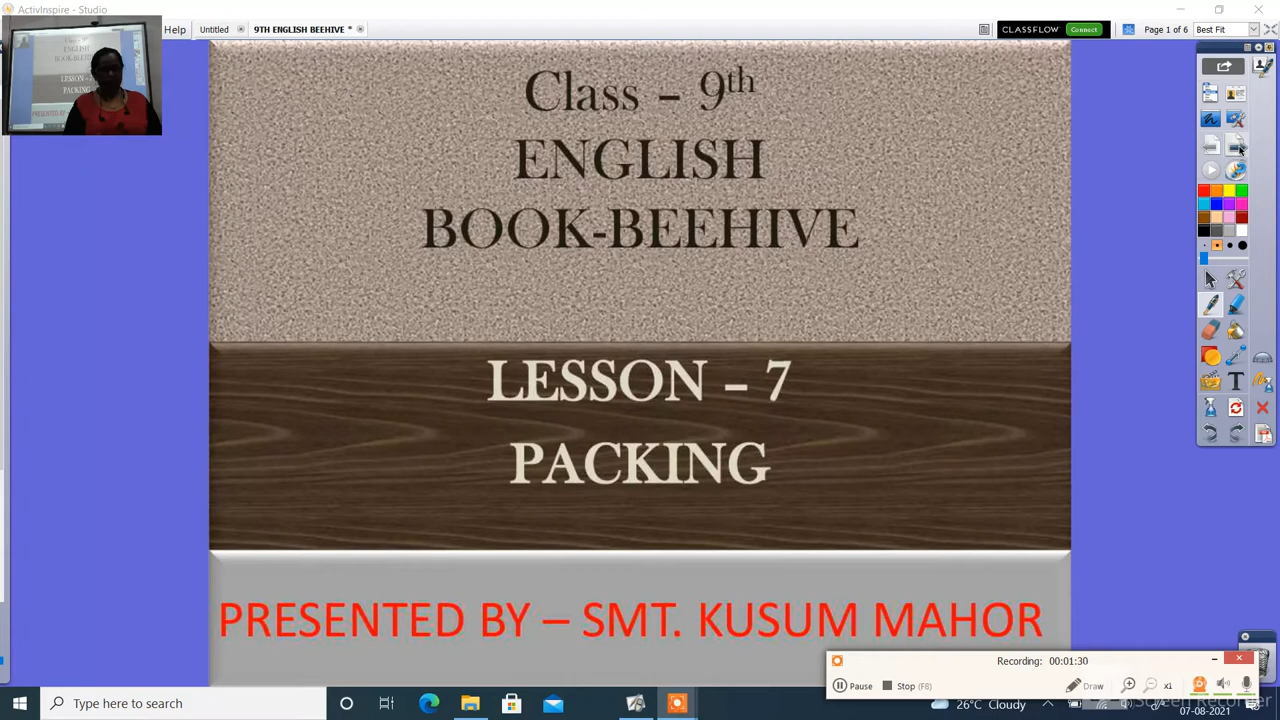 ActivInspire - Studio
Help
Untitled
9TH ENGLISH BEEHIVE *
CLASSFLOW Connect
Page 1 of 6
Best Fit
Class – 9th
ENGLISH
BOOK-BEEHIVE
LESSON – 7
PACKING
PRESENTED BY – SMT. KUSUM MAHOR
Recording: 00:01:30
Pause
Stop (F8)
Draw
x1
Type here to search
26°C Cloudy
07-08-2021